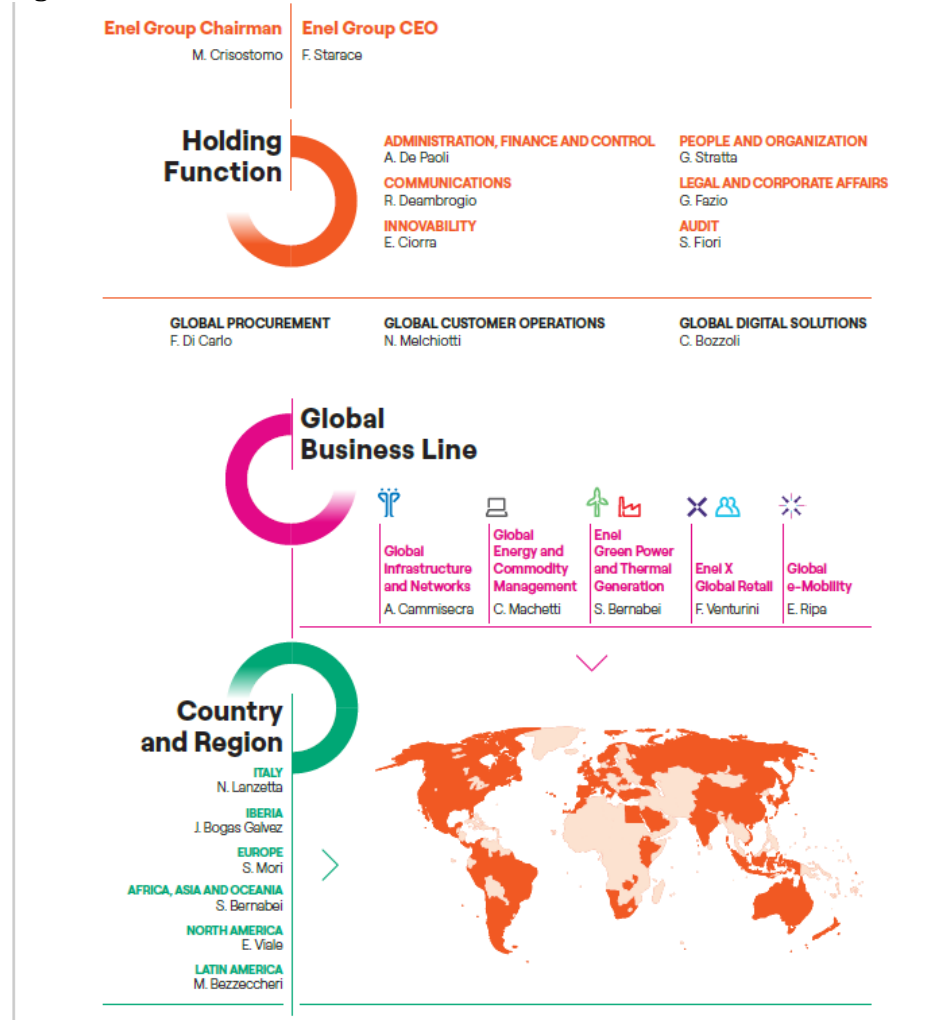 Enel Group Chairman
M. Crisostomo
Enel Group CEO
F. Starace
Holding
Function
ADMINISTRATION, FINANCE AND CONTROL
A. De Paoli
COMMUNICATIONS
R. Deambrogio
INNOVABILITY
E. Ciorra
PEOPLE AND ORGANIZATION
G. Stratta
LEGAL AND CORPORATE AFFAIRS
G. Fazio
AUDIT
S. Fiori
GLOBAL PROCUREMENT
F. Di Carlo
GLOBAL CUSTOMER OPERATIONS
N. Melchiotti
GLOBAL DIGITAL SOLUTIONS
C. Bozzoli
Global
Business Line
Global
Infrastructure
and Networks
A. Cammisecra
Global
Energy and
Commodity
Management
C. Machetti
Enel
Green Power
and Thermal
Generation
S. Bernabei
Enel X
Global Retail
F. Venturini
Global
e-Mobility
E. Ripa
Country
and Region
ITALY
N. Lanzetta
IBERIA
J. Bogas Galvez
EUROPE
S. Mori
AFRICA, ASIA AND OCEANIA
S. Bernabei
NORTH AMERICA
E. Viale
LATIN AMERICA
M. Bezzeccheri